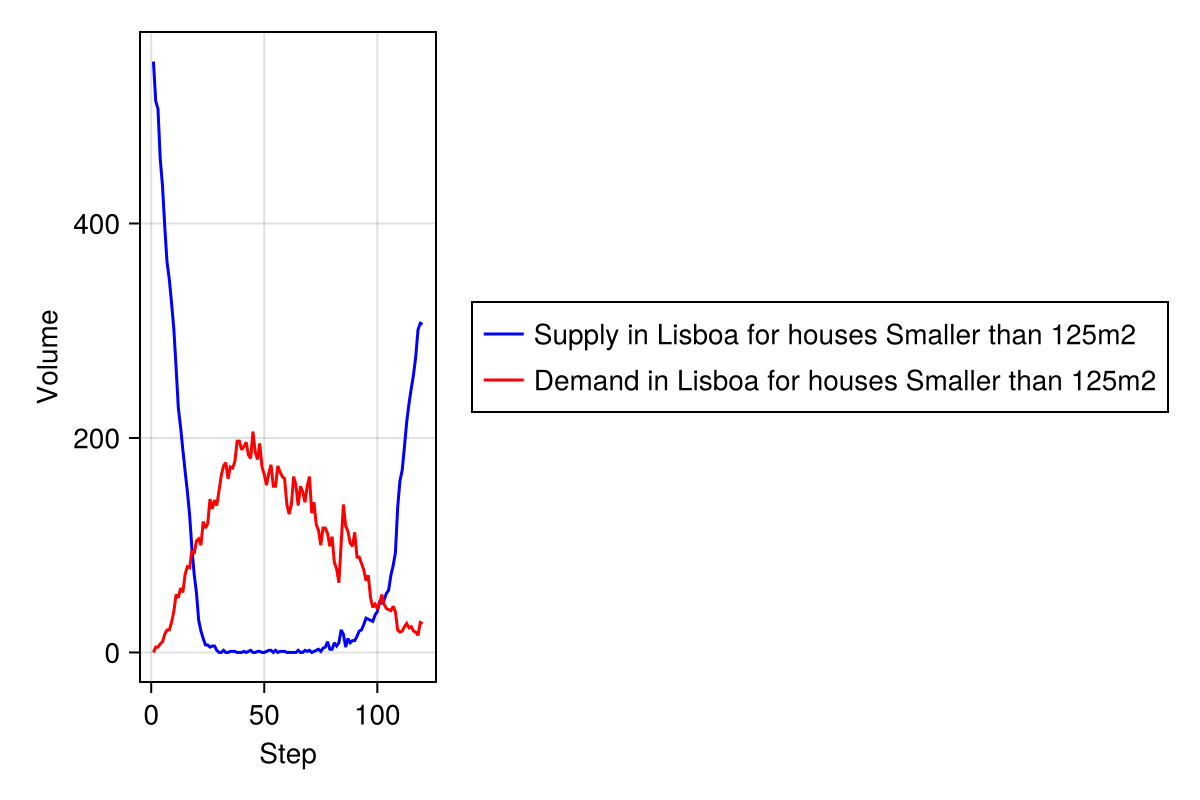 400
200
0
Volume
0 50 100
Step
Supply in Lisboa for houses Smaller than 125m2
Demand in Lisboa for houses Smaller than 125m2